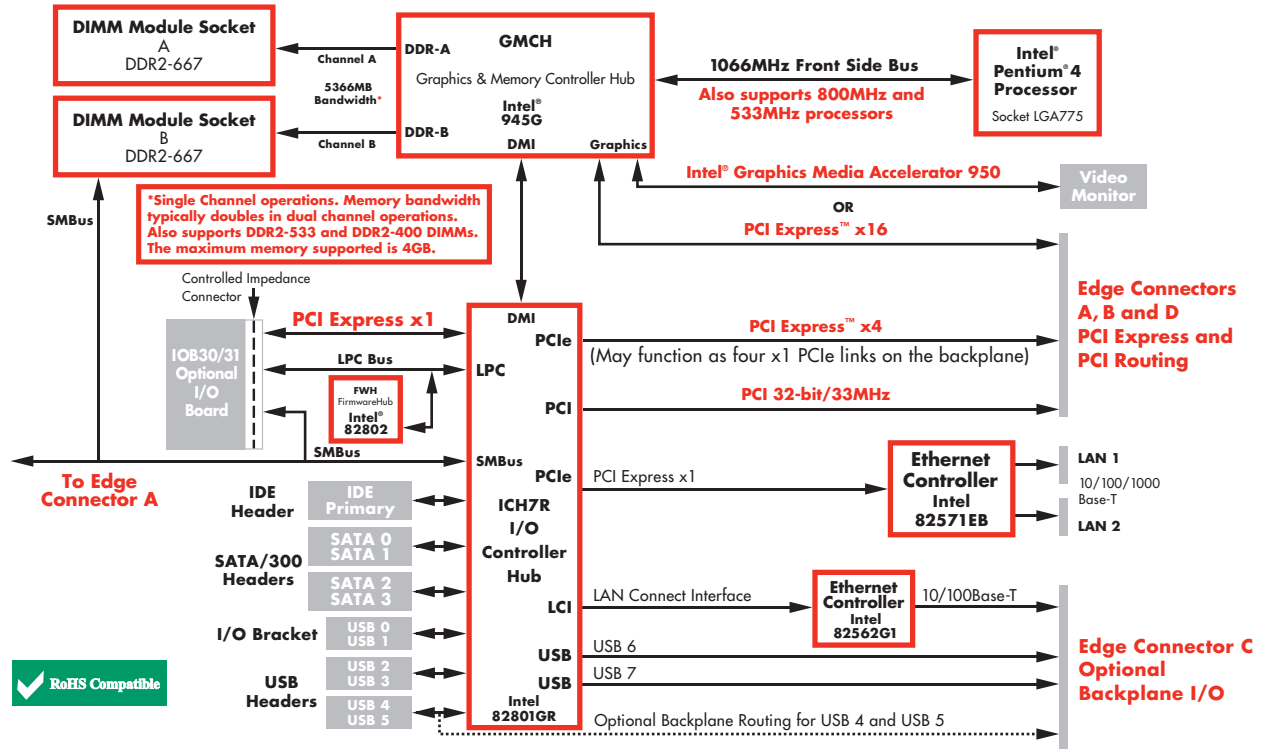 DIMM Module Socket
A
DDR2-667
Channel A
5366MB
Bandwidth*
DIMM Module Socket
B
DDR2-667
Channel B
DDR-A
GMCH
Graphics & Memory Controller Hub
Intel®
945G
DDR-B
DMI
Graphics
1066MHz Front Side Bus
Also supports 800MHz and
533MHz processors
Intel®
Pentium®4
Processor
Socket LGA775
Intel® Graphics Media Accelerator 950
Video
Monitor
OR
PCI Express™ x16
SMBus
*Single Channel operations. Memory bandwidth
typically doubles in dual channel operations.
Also supports DDR2-533 and DDR2-400 DIMMs.
The maximum memory supported is 4GB.
Controlled Impedance
Connector
IOB30/31
Optional
I/O
Board
PCI Express x1
LPC Bus
FWH
FirmwareHub
Intel®
82802
SMBus
To Edge
Connector A
DMI
PCIe
LPC
PCI
SMBus
PCIe
ICH7R
I/O
Controller
Hub
LCI
USB
USB
Intel
82801GR
PCI Express™ x4
(May function as four x1 PCIe links on the backplane)
PCI 32-bit/33MHz
Edge Connectors
A, B and D
PCI Express and
PCI Routing
PCI Express x1
Ethernet
Controller
Intel
82571EB
LAN 1
10/100/1000
Base-T
LAN 2
IDE
Header
IDE
Primary
SATA/300
Headers
SATA 0
SATA 1
SATA 2
SATA 3
I/O Bracket
USB 0
USB 1
USB
Headers
USB 2
USB 3
USB 4
USB 5
LAN Connect Interface
Ethernet
Controller
Intel
82562G1
10/100Base-T
USB 6
USB 7
Optional Backplane Routing for USB 4 and USB 5
Edge Connector C
Optional
Backplane I/O
RoHS Compatible